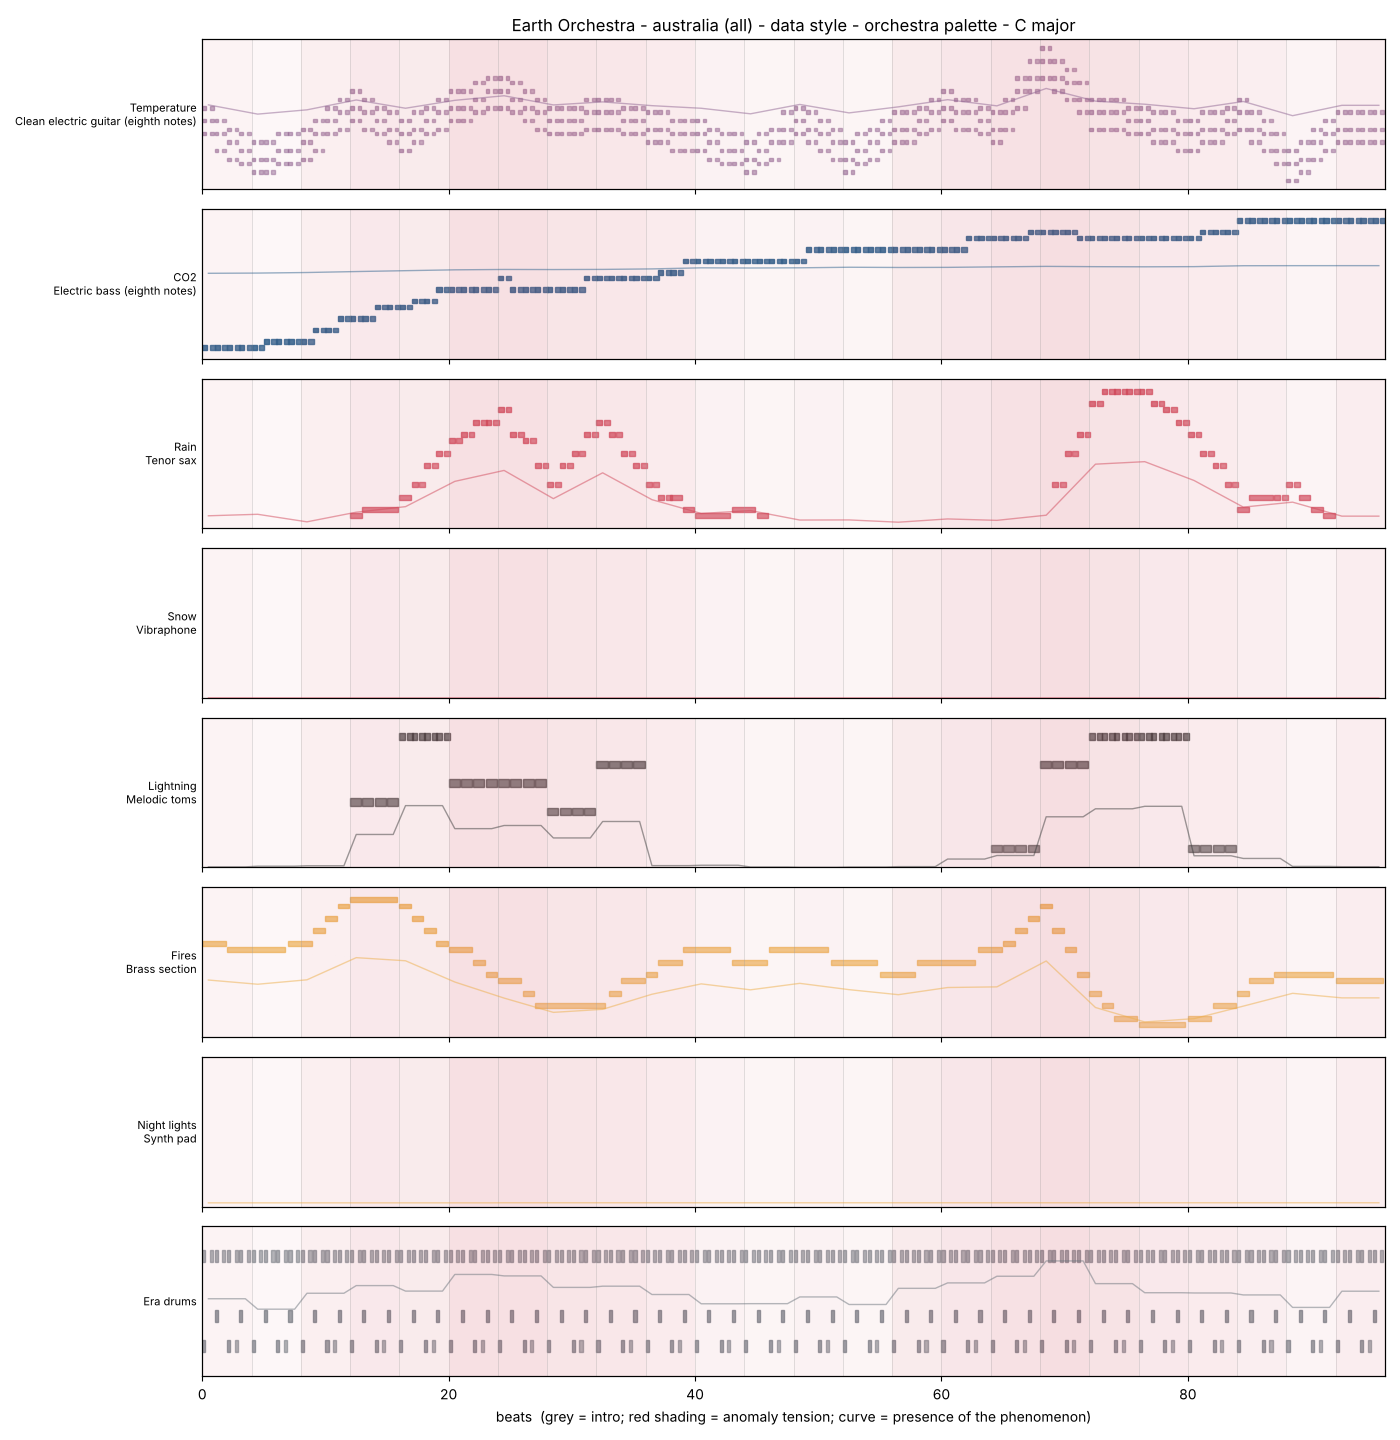 Earth Orchestra - australia (all) - data style - orchestra palette - C major
Temperature
Clean electric guitar (eighth notes)
CO2
Electric bass (eighth notes)
Rain
Tenor sax
Snow
Vibraphone
Lightning
Melodic toms
Fires
Brass section
Night lights
Synth pad
Era drums
0 20 40 60 80
beats  (grey = intro; red shading = anomaly tension; curve = presence of the phenomenon)